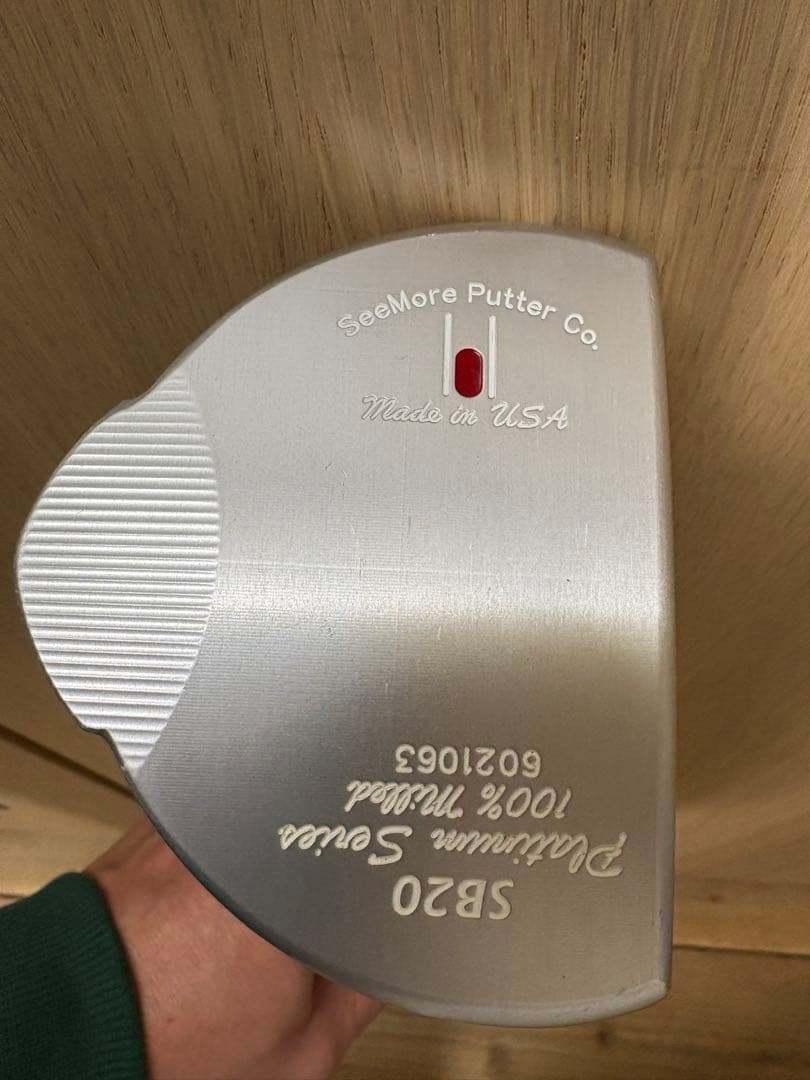 SeeMore Putter Co.
Made in USA
SB20
Platinum Series
100% Milled
6021063